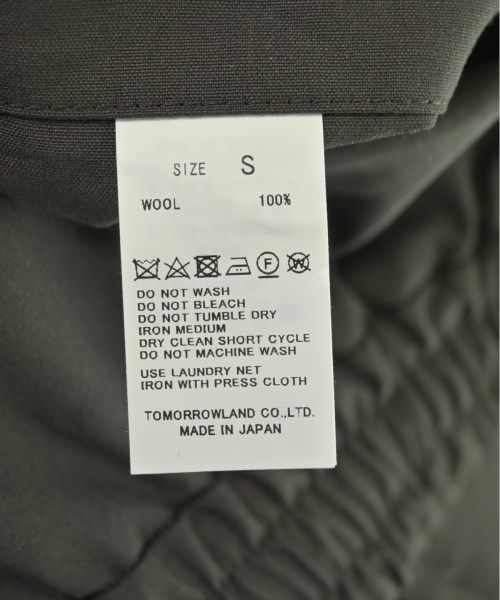 SIZE S
WOOL 100%
F W
DO NOT WASH
DO NOT BLEACH
DO NOT TUMBLE DRY
IRON MEDIUM
DRY CLEAN SHORT CYCLE
DO NOT MACHINE WASH
USE LAUNDRY NET
IRON WITH PRESS CLOTH
TOMORROWLAND CO.,LTD.
MADE IN JAPAN